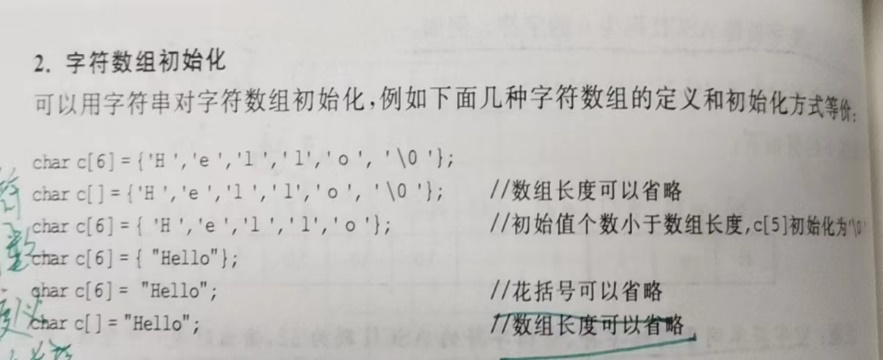 2. 字符数组初始化
可以用字符串对字符数组初始化,例如下面几种字符数组的定义和初始化方式等价:
char c[6]={'H','e','l','l','o','\0'};
char c[]={'H','e','l','l','o','\0'}; //数组长度可以省略
char c[6]={'H','e','l','l','o'}; //初始值个数小于数组长度,c[5]初始化为'\0'
char c[6]={ "Hello"};
char c[6]= "Hello"; //花括号可以省略
char c[]="Hello"; //数组长度可以省略